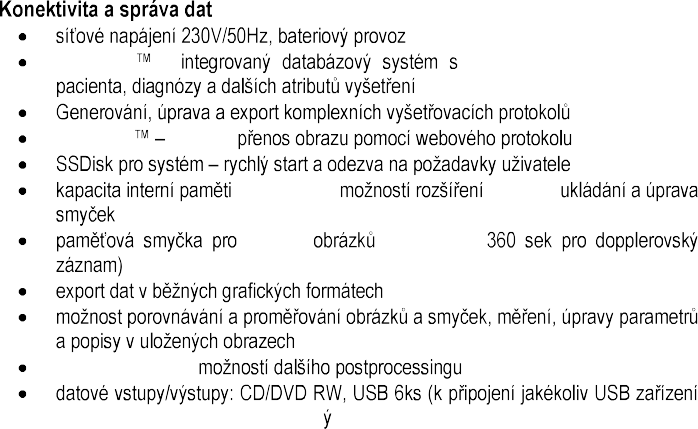 Konektivita a správa dat
• síťové napájení 230V/50Hz, bateriový provoz
• ™ integrovaný databázový systém s
pacienta, diagnózy a dalších atributů vyšetření
• Generování, úprava a export komplexních vyšetřovacích protokolů
• ™ – přenos obrazu pomocí webového protokolu
• SSDisk pro systém – rychlý start a odezva na požadavky uživatele
• kapacita interní paměti možností rozšíření ukládání a úprava
smyček
• paměťová smyčka pro obrázků 360 sek pro dopplerovský
záznam)
• export dat v běžných grafických formátech
• možnost porovnávání a proměřování obrázků a smyček, měření, úpravy parametrů
a popisy v uložených obrazech
• možností dalšího postprocessingu
• datové vstupy/výstupy: CD/DVD RW, USB 6ks (k připojení jakékoliv USB zařízení
ý